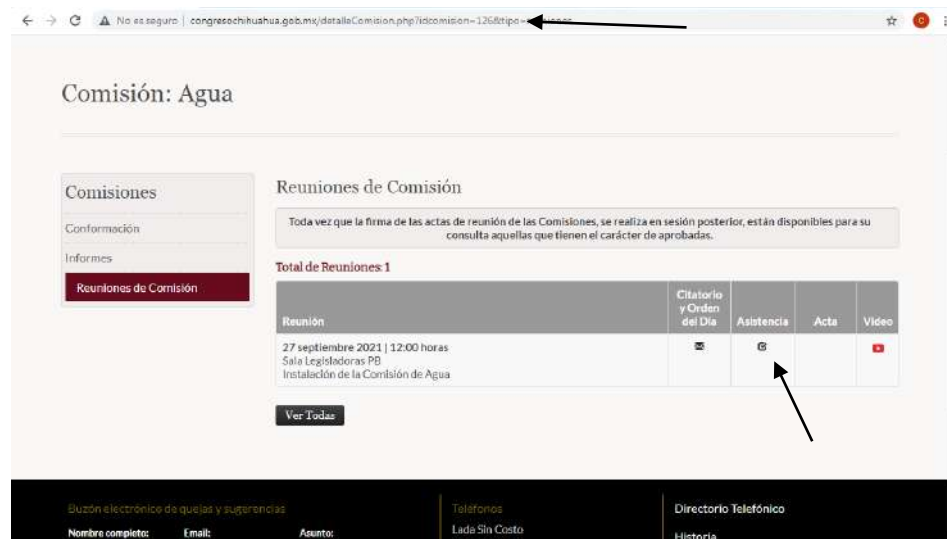 No es seguro | congresochihuahua.gob.mx/detalleComision.php?idcomision=126&tipo=
Comisión: Agua
Comisiones
Conformación
Informes
Reuniones de Comisión
Reuniones de Comisión
Toda vez que la firma de las actas de reunión de las Comisiones, se realiza en sesión posterior, están disponibles para su
consulta aquellas que tienen el carácter de aprobadas.
Total de Reuniones: 1
Reunión
Citatorio
y Orden
del Día
Asistencia
Acta
Video
27 septiembre 2021 | 12:00 horas
Sala Legisladoras PB
Instalación de la Comisión de Agua
Ver Todas
Buzón electrónico de quejas y sugerencias
Nombre completo:
Email:
Asunto:
Teléfonos
Lada Sin Costo
Directorio Telefónico
Historia